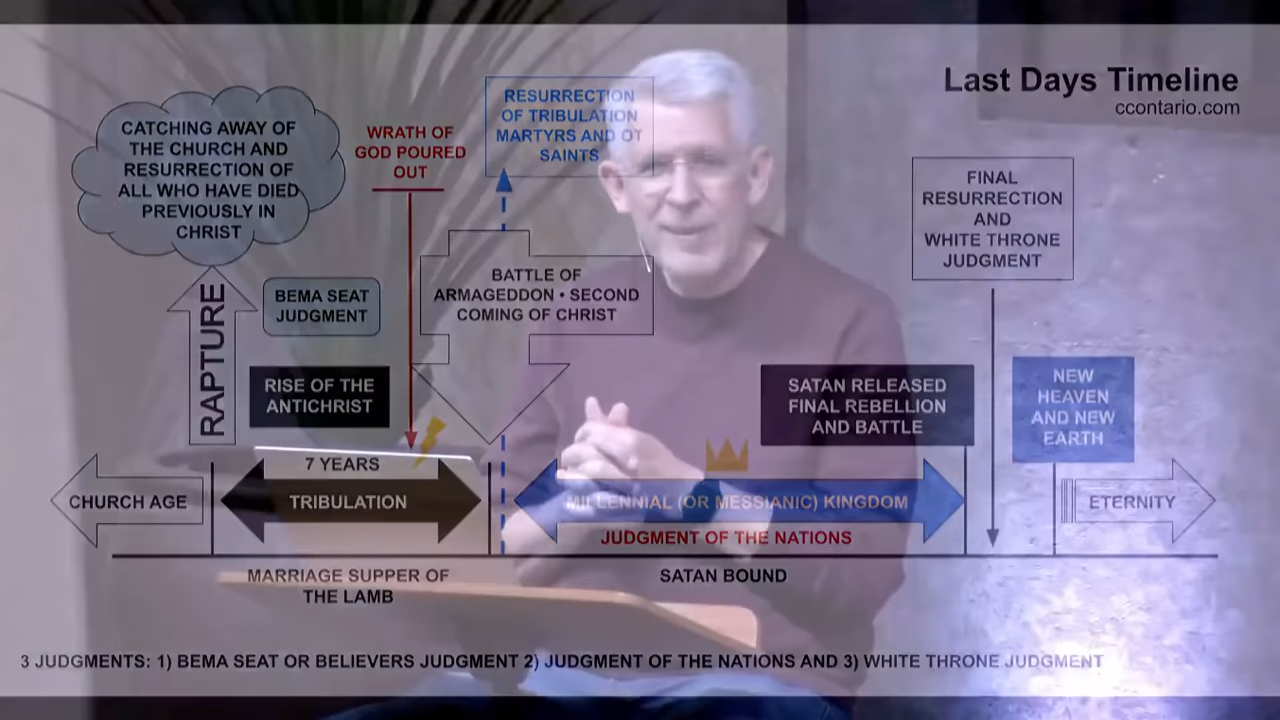 Last Days Timeline
ccontario.com
CATCHING AWAY OF
THE CHURCH AND
RESURRECTION OF
ALL WHO HAVE DIED
PREVIOUSLY IN
CHRIST
WRATH OF
GOD POURED
OUT
RESURRECTION
OF TRIBULATION
MARTYRS AND OT
SAINTS
FINAL
RESURRECTION
AND
WHITE THRONE
JUDGMENT
RAPTURE
BEMA SEAT
JUDGMENT
BATTLE OF
ARMAGEDDON • SECOND
COMING OF CHRIST
RISE OF THE
ANTICHRIST
SATAN RELEASED
FINAL REBELLION
AND BATTLE
NEW
HEAVEN
AND NEW
EARTH
CHURCH AGE
7 YEARS
TRIBULATION
MILLENNIAL (OR MESSIANIC) KINGDOM
ETERNITY
JUDGMENT OF THE NATIONS
MARRIAGE SUPPER OF
THE LAMB
SATAN BOUND
3 JUDGMENTS: 1) BEMA SEAT OR BELIEVERS JUDGMENT 2) JUDGMENT OF THE NATIONS AND 3) WHITE THRONE JUDGMENT